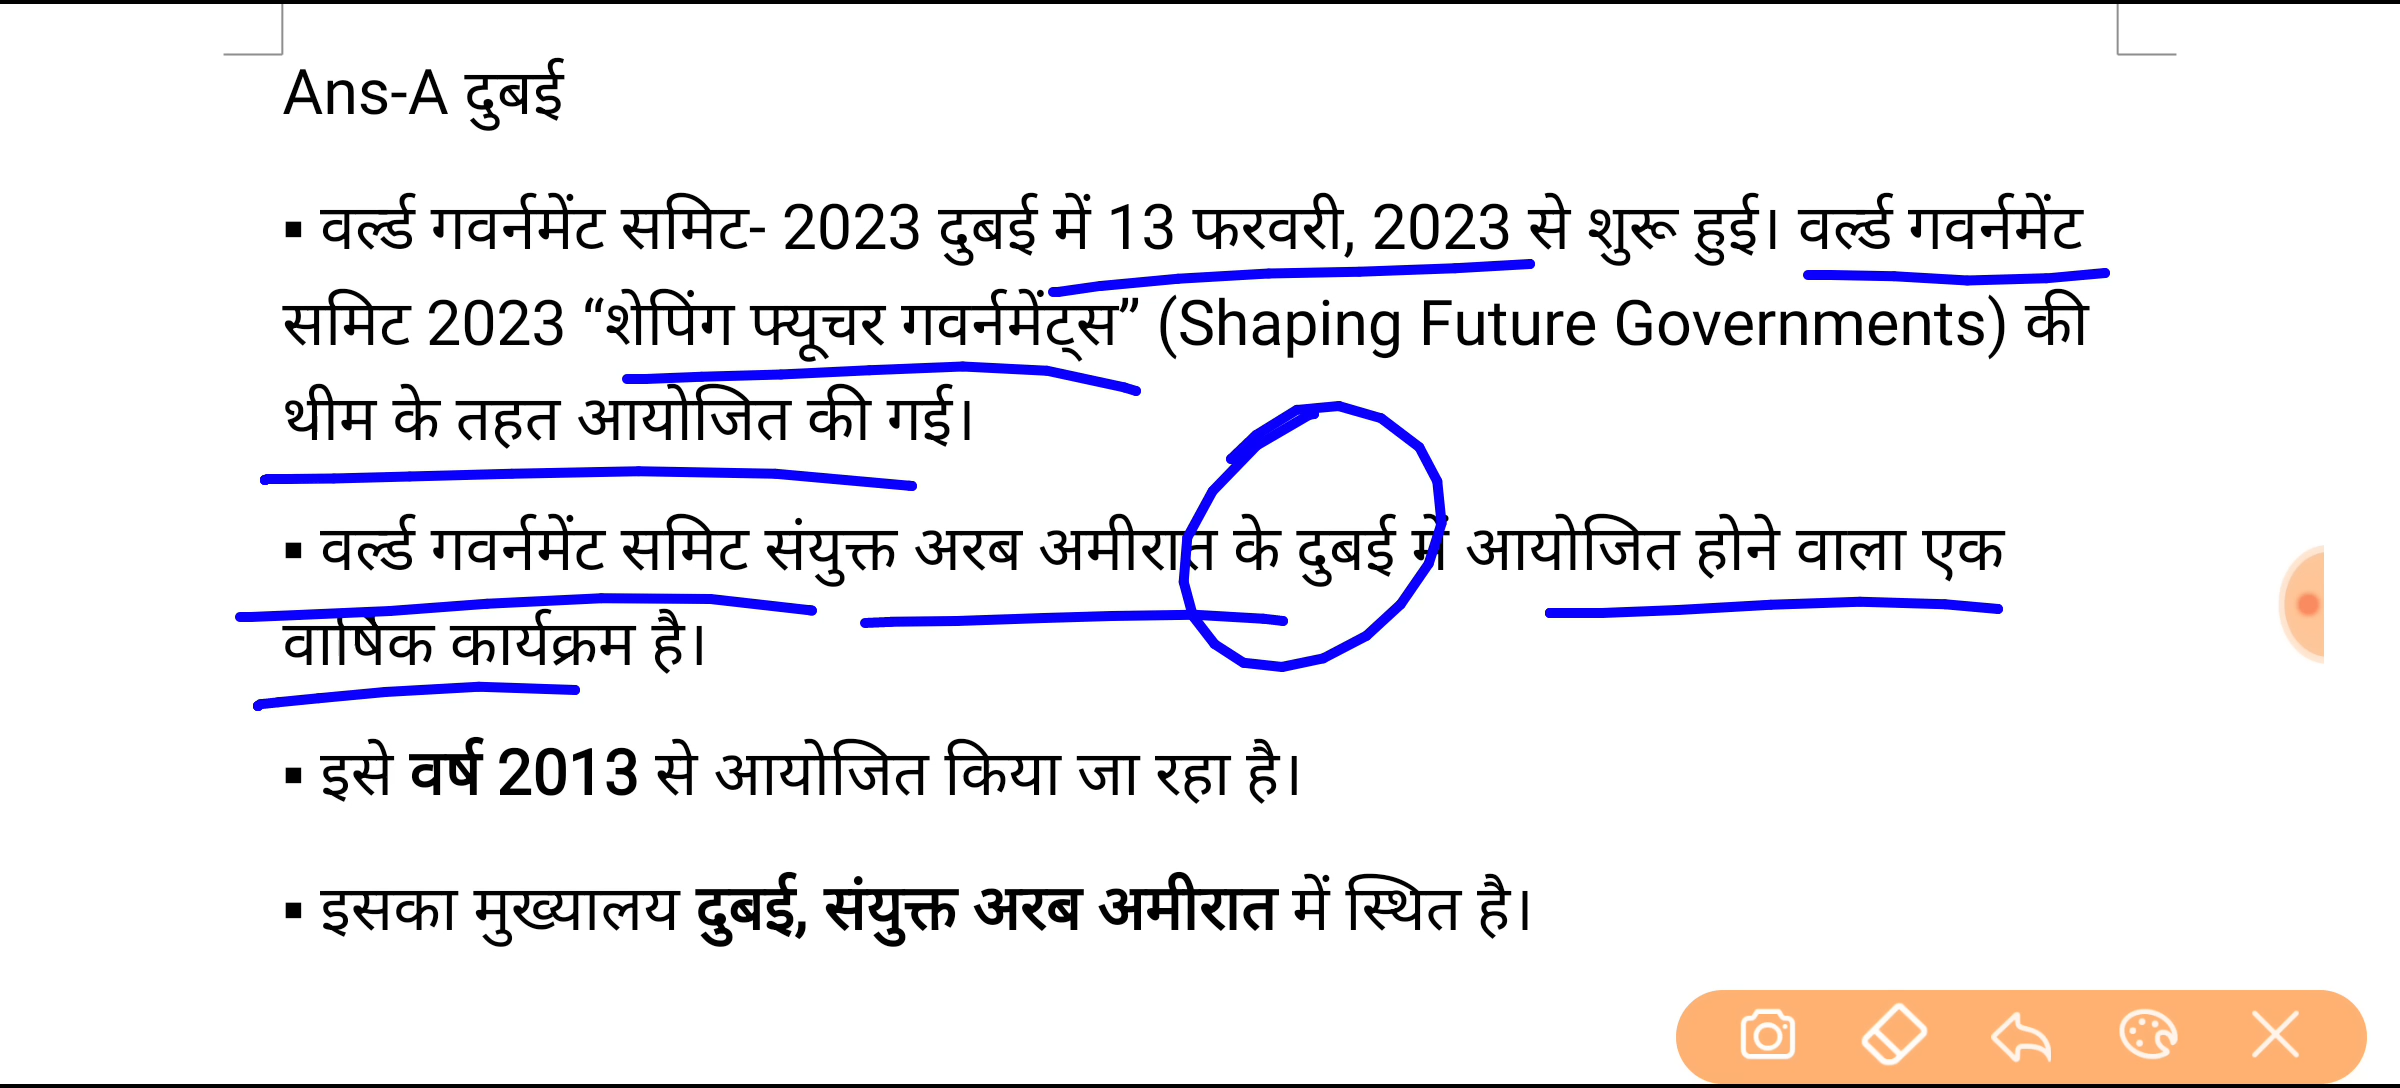 Ans-A दुबई
▪ वर्ल्ड गवर्नमेंट समिट- 2023 दुबई में 13 फरवरी, 2023 से शुरू हुई। वर्ल्ड गवर्नमेंट
समिट 2023 “शेपिंग फ्यूचर गवर्नमेंट्स” (Shaping Future Governments) की
थीम के तहत आयोजित की गई।
▪ वर्ल्ड गवर्नमेंट समिट संयुक्त अरब अमीरात के दुबई में आयोजित होने वाला एक
वार्षिक कार्यक्रम है।
▪ इसे वर्ष 2013 से आयोजित किया जा रहा है।
▪ इसका मुख्यालय दुबई, संयुक्त अरब अमीरात में स्थित है।